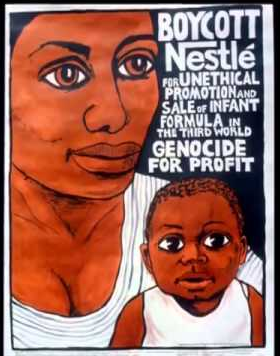 BOYCOTT
Nestlé
FOR UNETHICAL
PROMOTION AND
SALE OF INFANT
FORMULA IN
THE THIRD WORLD
GENOCIDE
FOR PROFIT